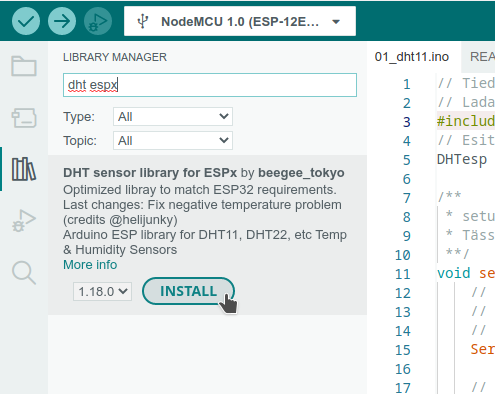 NodeMCU 1.0 (ESP-12E...
LIBRARY MANAGER
dht espx
Type: All
Topic: All
DHT sensor library for ESPx by beegee_tokyo
Optimized libray to match ESP32 requirements.
Last changes: Fix negative temperature problem
(credits @helijunky)
Arduino ESP library for DHT11, DHT22, etc Temp
& Humidity Sensors
More info
1.18.0 INSTALL
01_dht11.ino REA
1 // Tied
2 // Lada
3 #includ
4 // Esit
5 DHTesp
6
7 /**
8 * setu
9 * Täss
10 **/
11 void se
12 //
13 //
14 //
15 Ser
16
17 //